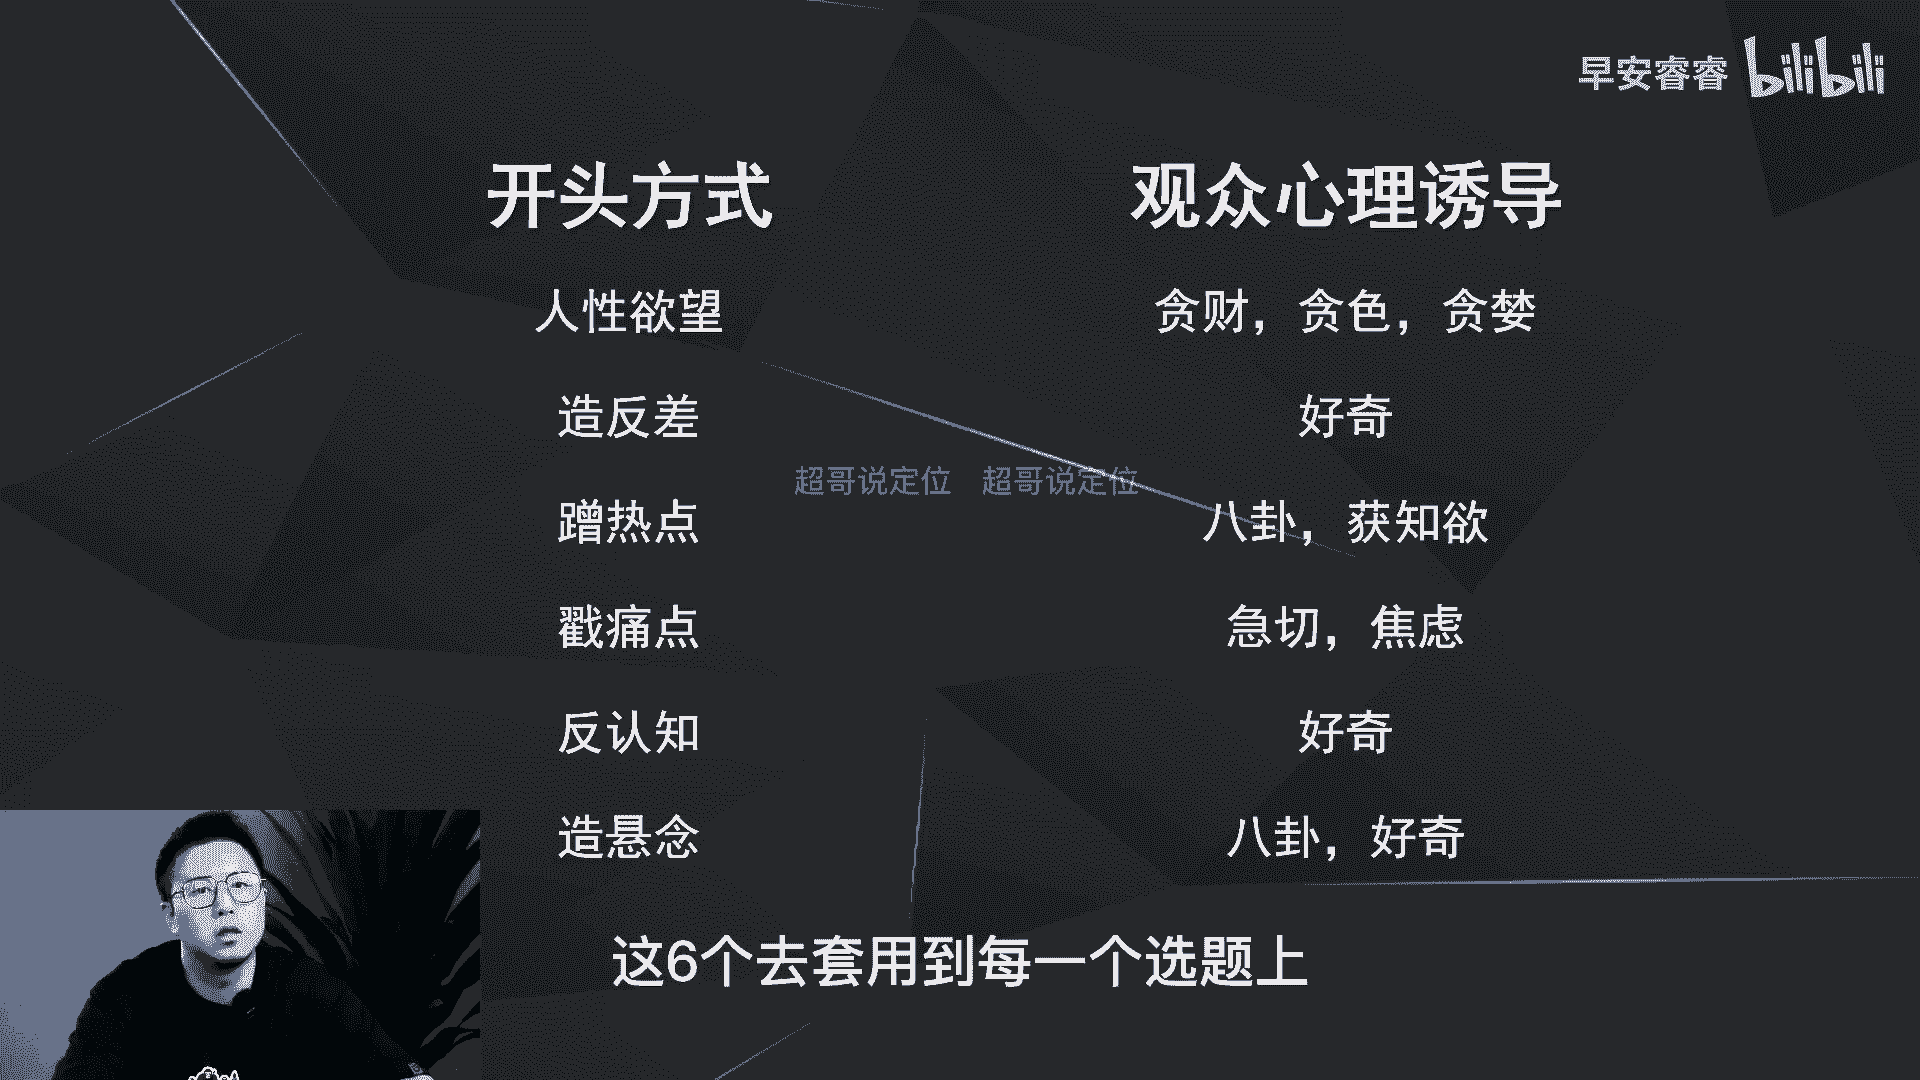 早安睿睿 bilibili
开头方式 观众心理诱导
人性欲望 贪财，贪色，贪婪
造反差 好奇
超哥说定位 超哥说定位
蹭热点 八卦，获知欲
戳痛点 急切，焦虑
反认知 好奇
造悬念 八卦，好奇
这6个去套用到每一个选题上